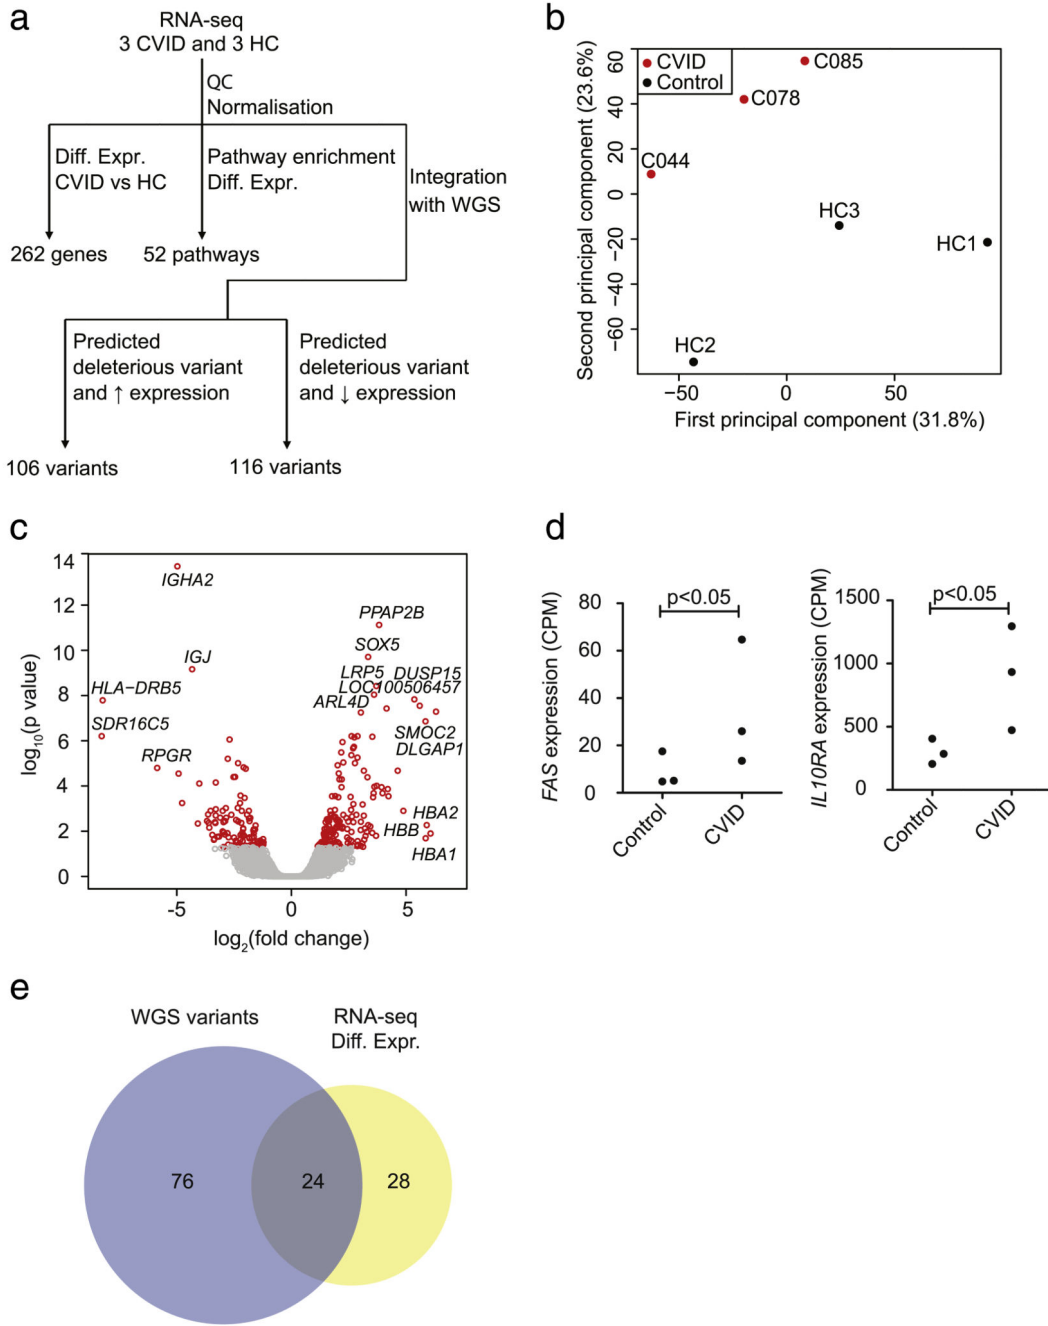 a
RNA-seq
3 CVID and 3 HC
QC
Normalisation
Diff. Expr.
CVID vs HC
Pathway enrichment
Diff. Expr.
Integration
with WGS
262 genes
52 pathways
Predicted
deleterious variant
and ↑ expression
Predicted
deleterious variant
and ↓ expression
106 variants
116 variants
b
CVID
Control
C085
C078
C044
HC3
HC1
HC2
60
40
20
0
−20
−40
−60
Second principal component (23.6%)
−50
0
50
First principal component (31.8%)
c
14
12
10
8
6
4
2
0
log10(p value)
IGHA2
PPAP2B
SOX5
IGJ
LRP5
DUSP15
HLA−DRB5
LOC100506457
ARL4D
SDR16C5
SMOC2
DLGAP1
RPGR
HBA2
HBB
HBA1
-5
0
5
log2(fold change)
d
FAS expression (CPM)
80
60
40
20
0
p<0.05
Control
CVID
IL10RA expression (CPM)
1500
1000
500
0
p<0.05
Control
CVID
e
WGS variants
RNA-seq
Diff. Expr.
76
24
28